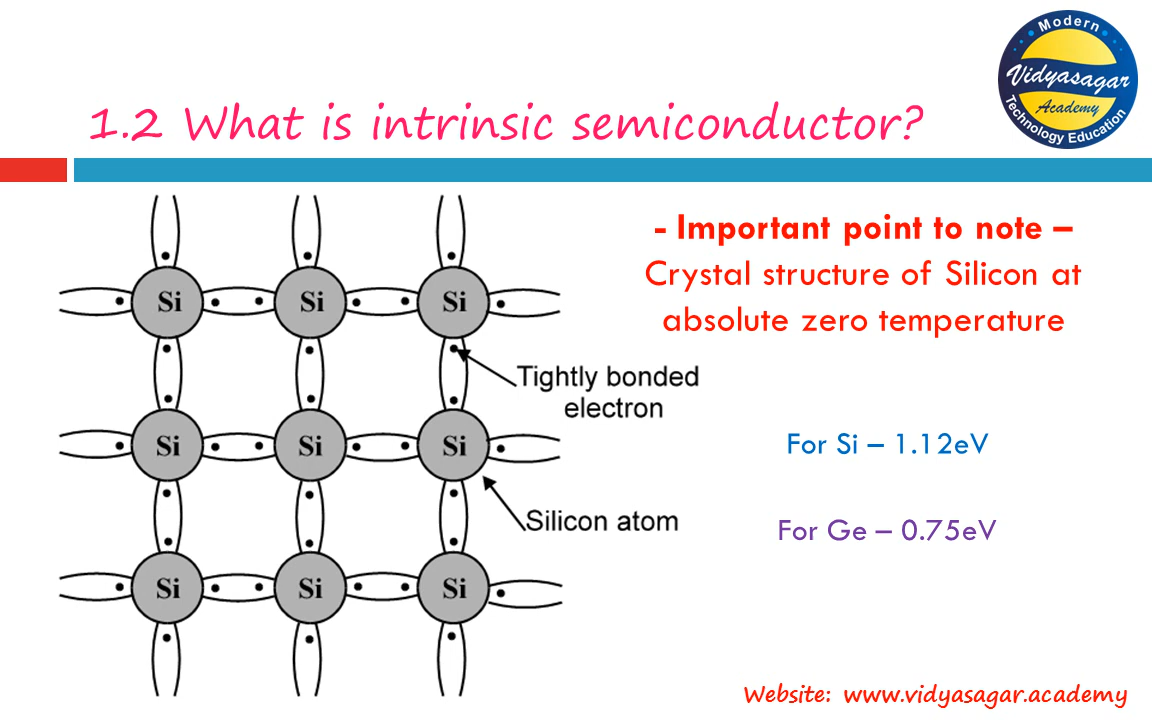 Modern
Vidyasagar
Academy
Technology Education
1.2 What is intrinsic semiconductor?
- Important point to note –
Crystal structure of Silicon at
absolute zero temperature
Si Si Si
Tightly bonded
electron
Si Si Si
For Si – 1.12eV
Silicon atom
For Ge – 0.75eV
Si Si Si
Website: www.vidyasagar.academy